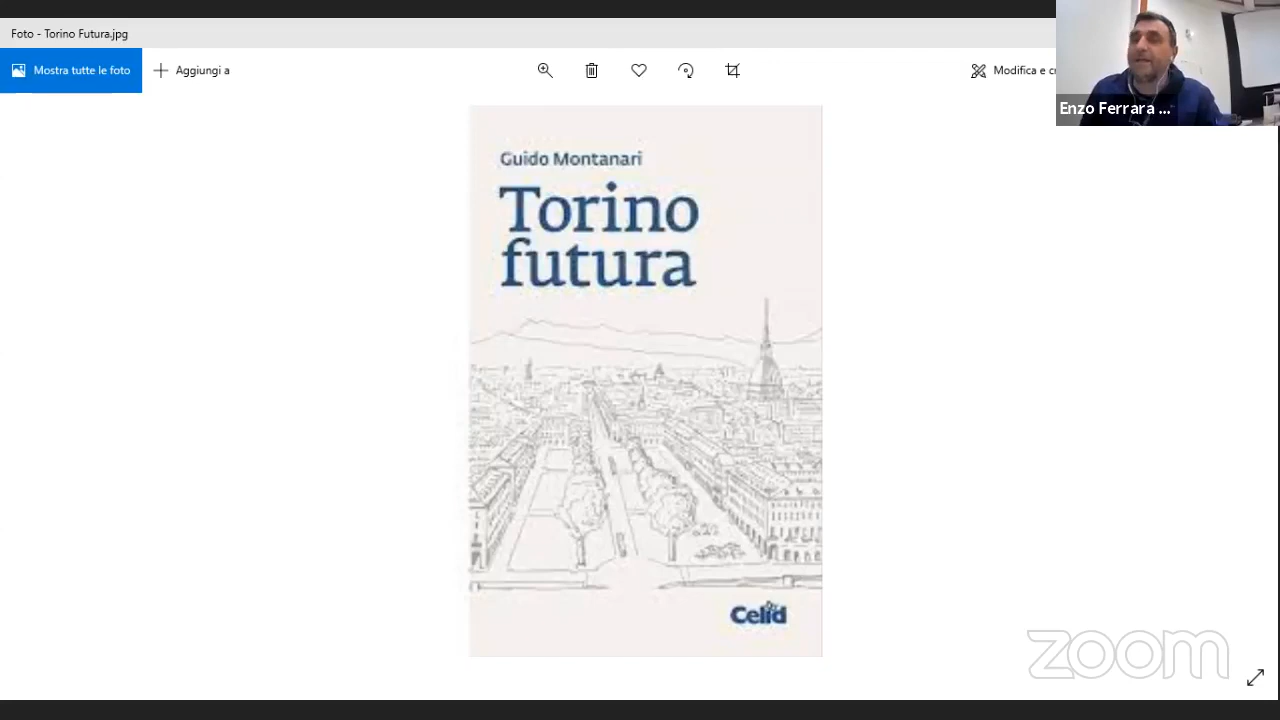 Foto - Torino Futura.jpg
Mostra tutte le foto
Aggiungi a
Modifica e c
Enzo Ferrara ...
Guido Montanari
Torino
futura
Celid
zoom